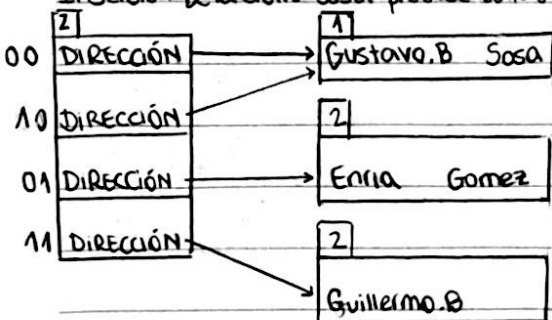 2 1
00 DIRECCIÓN Gustavo.B Sosa
10 DIRECCIÓN 2
01 DIRECCIÓN Enria Gomez
11 DIRECCIÓN 2
Guillermo.B